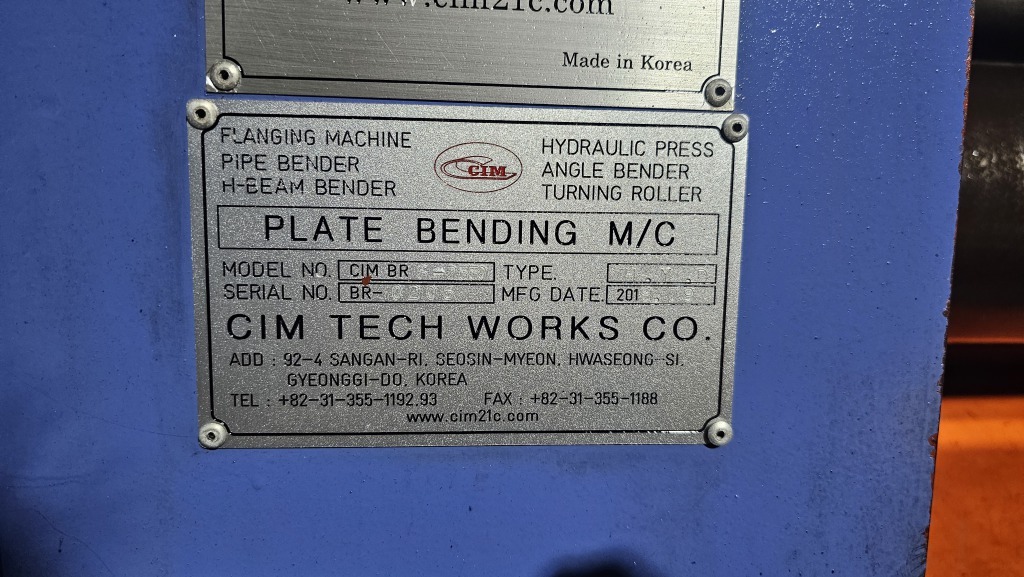 www.cim21c.com
Made in Korea
FLANGING MACHINE
PIPE BENDER
H-BEAM BENDER
CIM
HYDRAULIC PRESS
ANGLE BENDER
TURNING ROLLER
PLATE BENDING M/C
MODEL NO. CIM BR TYPE.
SERIAL NO. BR- MFG DATE. 201
CIM TECH WORKS CO.
ADD : 92-4 SANGAN-RI, SEOSIN-MYEON, HWASEONG-SI,
GYEONGGI-DO, KOREA
TEL : +82-31-355-1192.93 FAX : +82-31-355-1188
www.cim21c.com